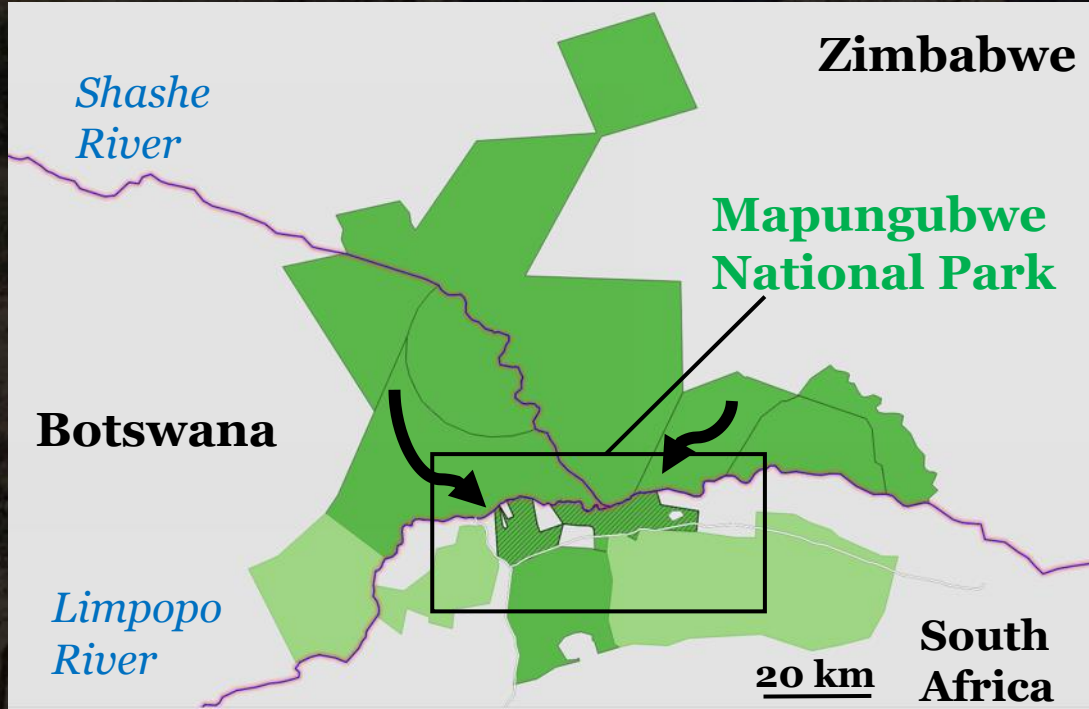 Zimbabwe
Shashe
River
Mapungubwe
National Park
Botswana
Limpopo
River
South
Africa
20 km